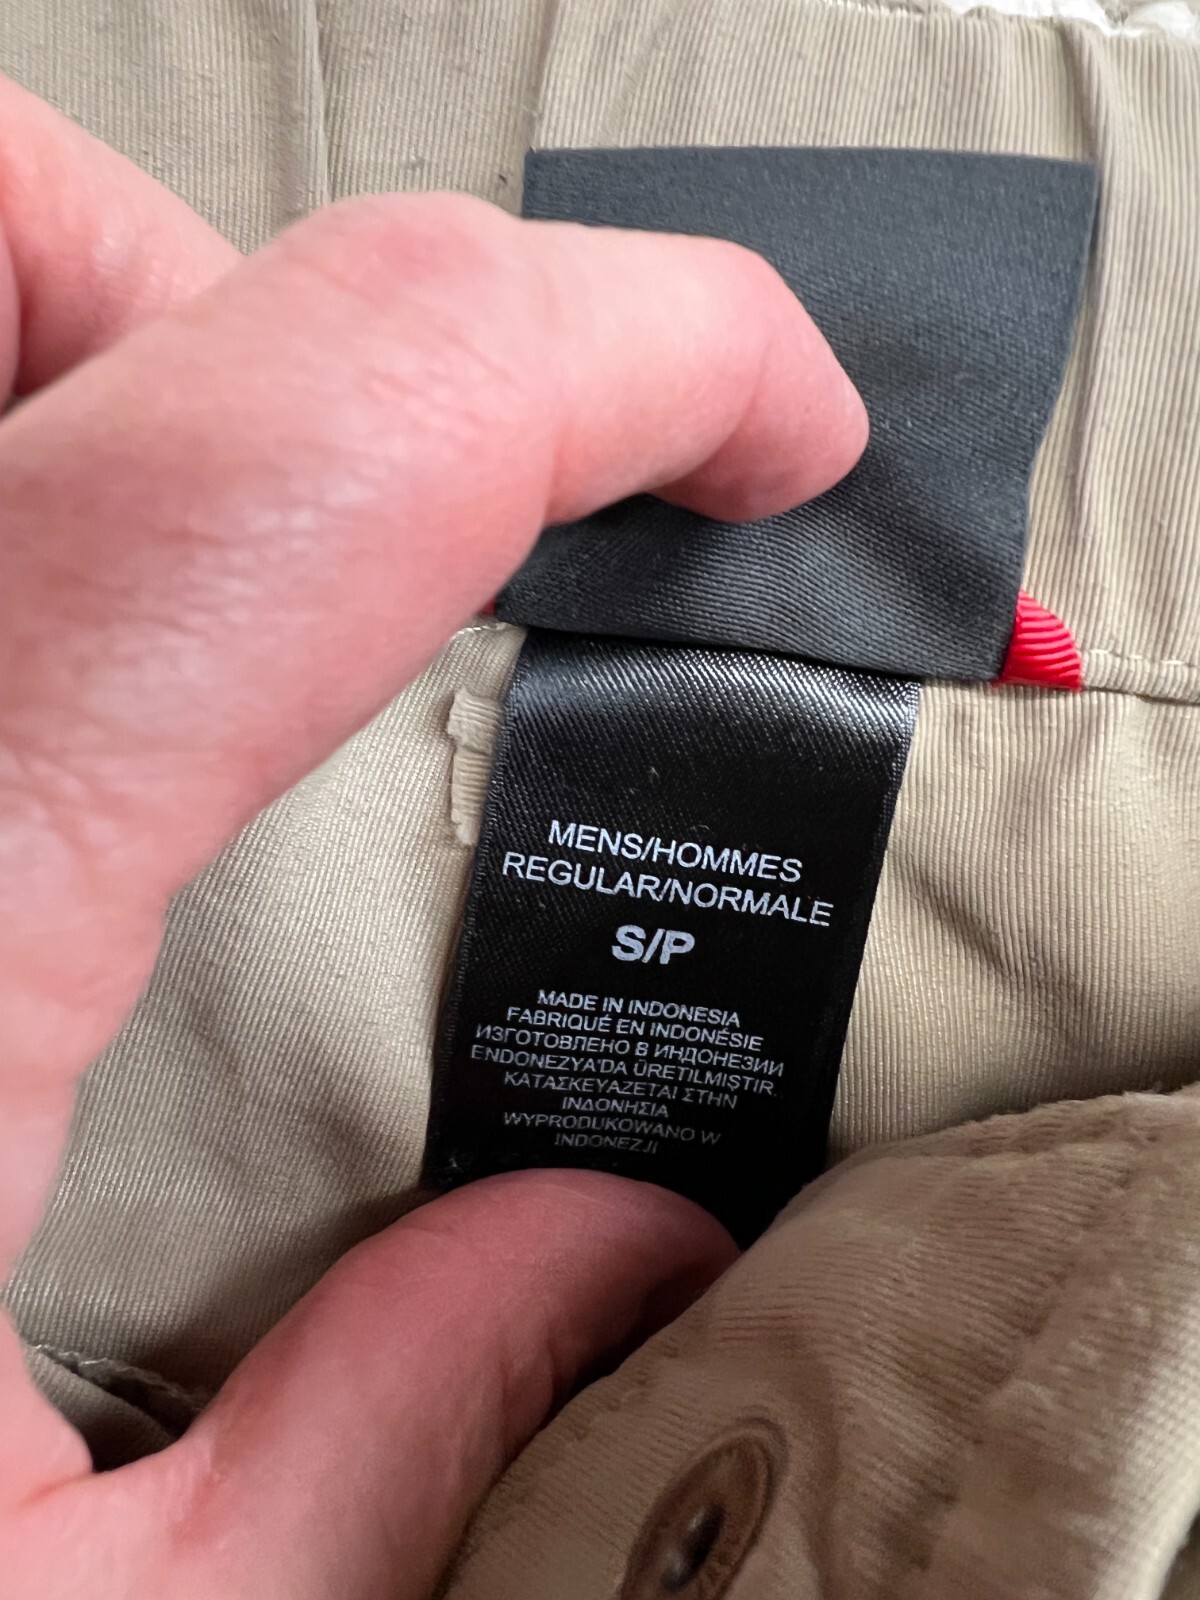 MENS/HOMMES
REGULAR/NORMALE
S/P
MADE IN INDONESIA
FABRIQUÉ EN INDONÉSIE
ИЗГОТОВЛЕНО В ИНДОНЕЗИИ
ENDONEZYA'DA ÜRETILMIŞTIR.
ΚΑΤΑΣΚΕΥΑΖΕΤΑΙ ΣΤΗΝ
ΙΝΔΟΝΗΣΙΑ
WYPRODUKOWANO W
INDONEZJI